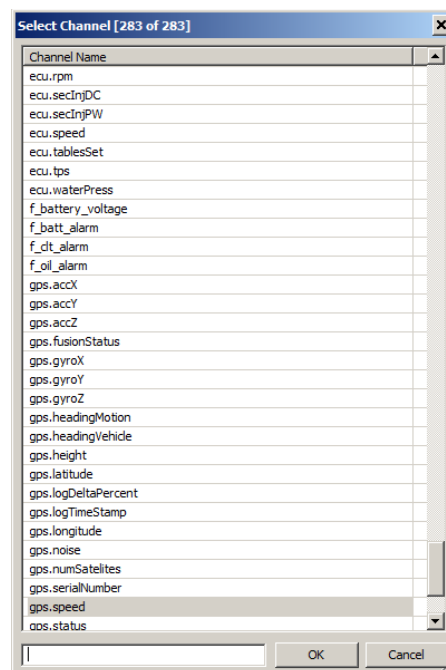 Select Channel [283 of 283]
Channel Name
ecu.rpm
ecu.secInjDC
ecu.secInjPW
ecu.speed
ecu.tablesSet
ecu.tps
ecu.waterPress
f_battery_voltage
f_batt_alarm
f_clt_alarm
f_oil_alarm
gps.accX
gps.accY
gps.accZ
gps.fusionStatus
gps.gyroX
gps.gyroY
gps.gyroZ
gps.headingMotion
gps.headingVehicle
gps.height
gps.latitude
gps.logDeltaPercent
gps.logTimeStamp
gps.longitude
gps.noise
gps.numSatelites
gps.serialNumber
gps.speed
gps.status
OK Cancel